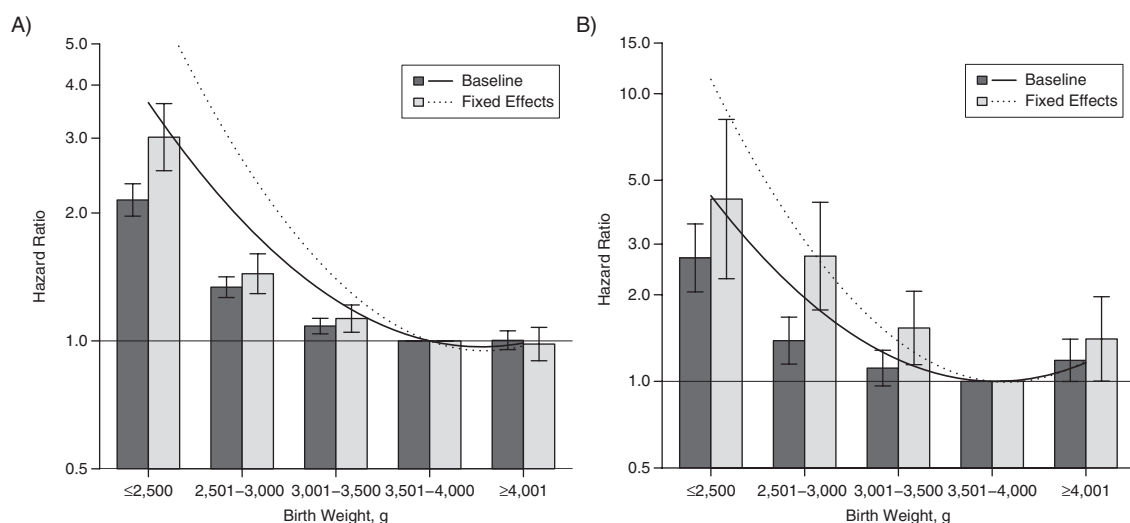 A)
5.0
4.0
3.0
2.0
1.0
0.5
Hazard Ratio
Baseline
Fixed Effects
≤2,500
2,501–3,000
3,001–3,500
3,501–4,000
≥4,001
Birth Weight, g
B)
15.0
10.0
5.0
3.0
2.0
1.0
0.5
Hazard Ratio
Baseline
Fixed Effects
≤2,500
2,501–3,000
3,001–3,500
3,501–4,000
≥4,001
Birth Weight, g